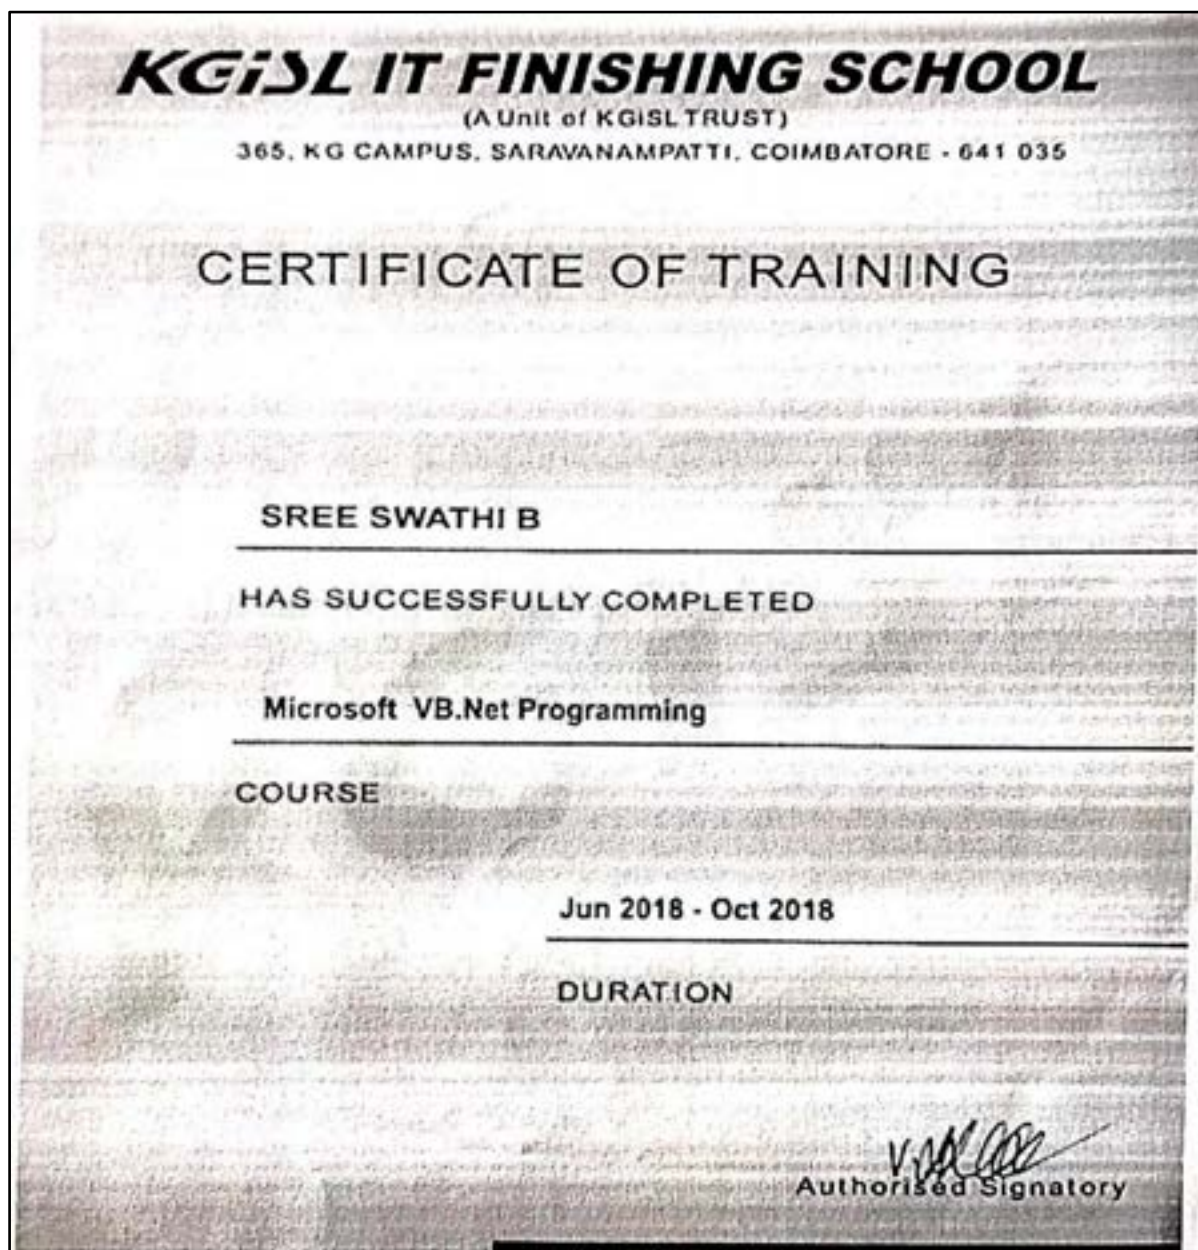 KGiSL IT FINISHING SCHOOL
(A Unit of KGISL TRUST)
365, KG CAMPUS, SARAVANAMPATTI, COIMBATORE - 641 035
CERTIFICATE OF TRAINING
SREE SWATHI B
HAS SUCCESSFULLY COMPLETED
Microsoft VB.Net Programming
COURSE
Jun 2018 - Oct 2018
DURATION
Authorised Signatory